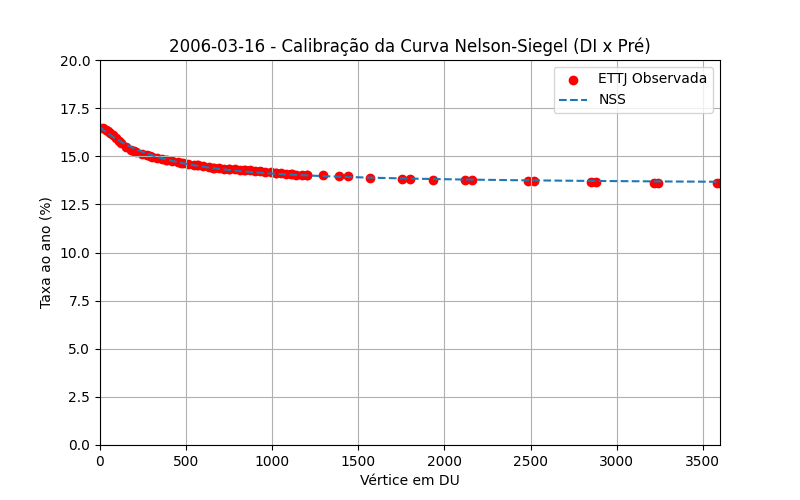 2006-03-16 - Calibração da Curva Nelson-Siegel (DI x Pré)
ETTJ Observada
NSS
Taxa ao ano (%)
20.0
17.5
15.0
12.5
10.0
7.5
5.0
2.5
0.0
0 500 1000 1500 2000 2500 3000 3500
Vértice em DU